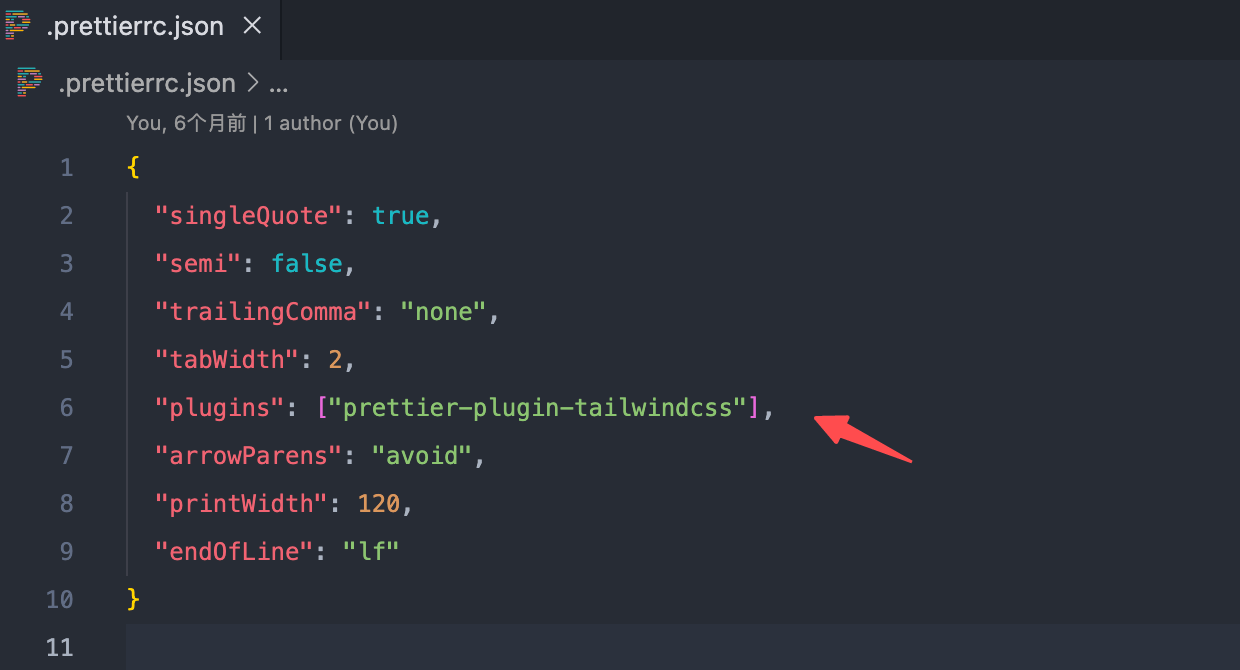 .prettierrc.json ×
.prettierrc.json > ...
You, 6个月前 | 1 author (You)
1 {
2 "singleQuote": true,
3 "semi": false,
4 "trailingComma": "none",
5 "tabWidth": 2,
6 "plugins": ["prettier-plugin-tailwindcss"],
7 "arrowParens": "avoid",
8 "printWidth": 120,
9 "endOfLine": "lf"
10 }
11